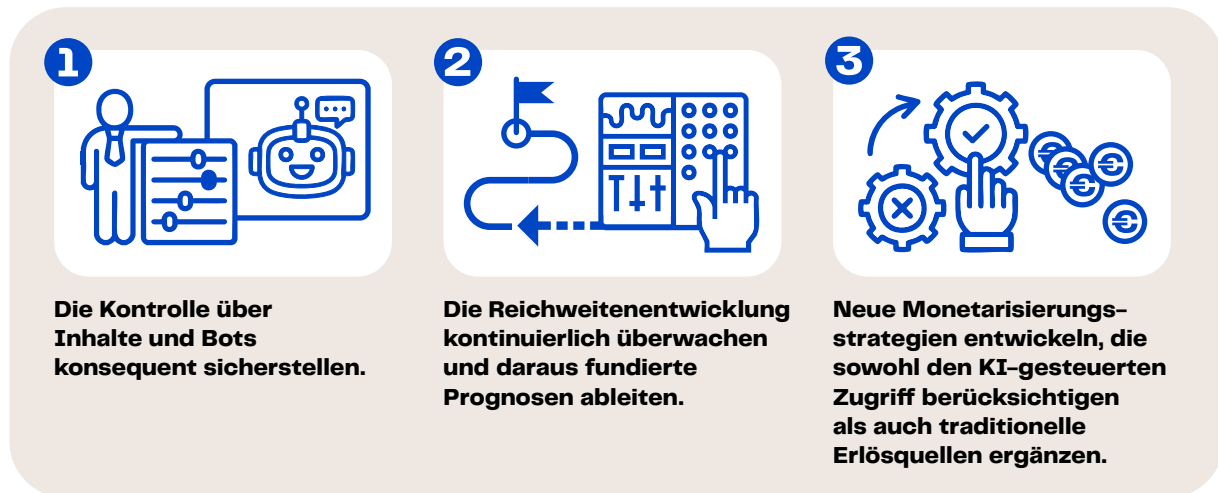 1
Die Kontrolle über
Inhalte und Bots
konsequent sicherstellen.
2
Die Reichweitenentwicklung
kontinuierlich überwachen
und daraus fundierte
Prognosen ableiten.
3
Neue Monetarisierungs-
strategien entwickeln, die
sowohl den KI-gesteuerten
Zugriff berücksichtigen
als auch traditionelle
Erlösquellen ergänzen.